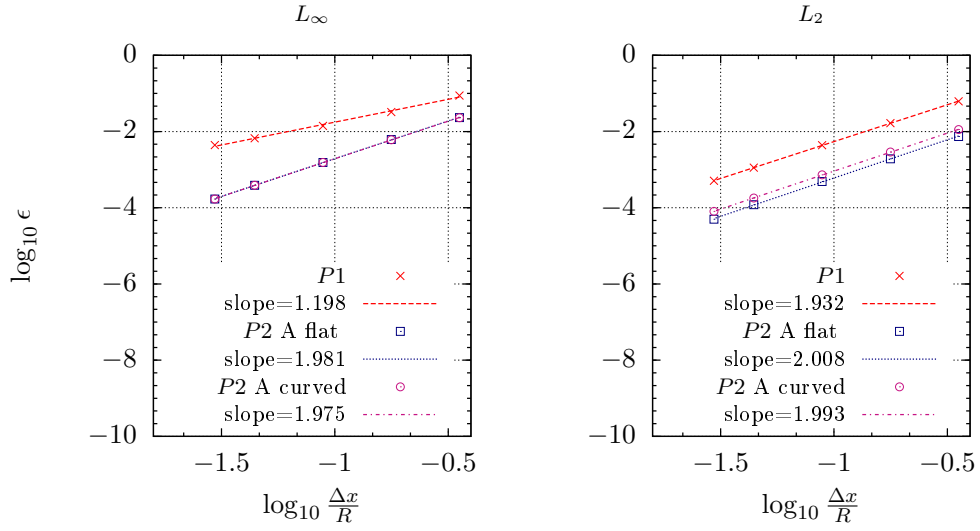 L∞
L2
log10 ϵ
0
−2
−4
−6
−8
−10
P1
slope=1.198
P2 A flat
slope=1.981
P2 A curved
slope=1.975
−1.5 −1 −0.5
log10 Δx/R
0
−2
−4
−6
−8
−10
P1
slope=1.932
P2 A flat
slope=2.008
P2 A curved
slope=1.993
−1.5 −1 −0.5
log10 Δx/R